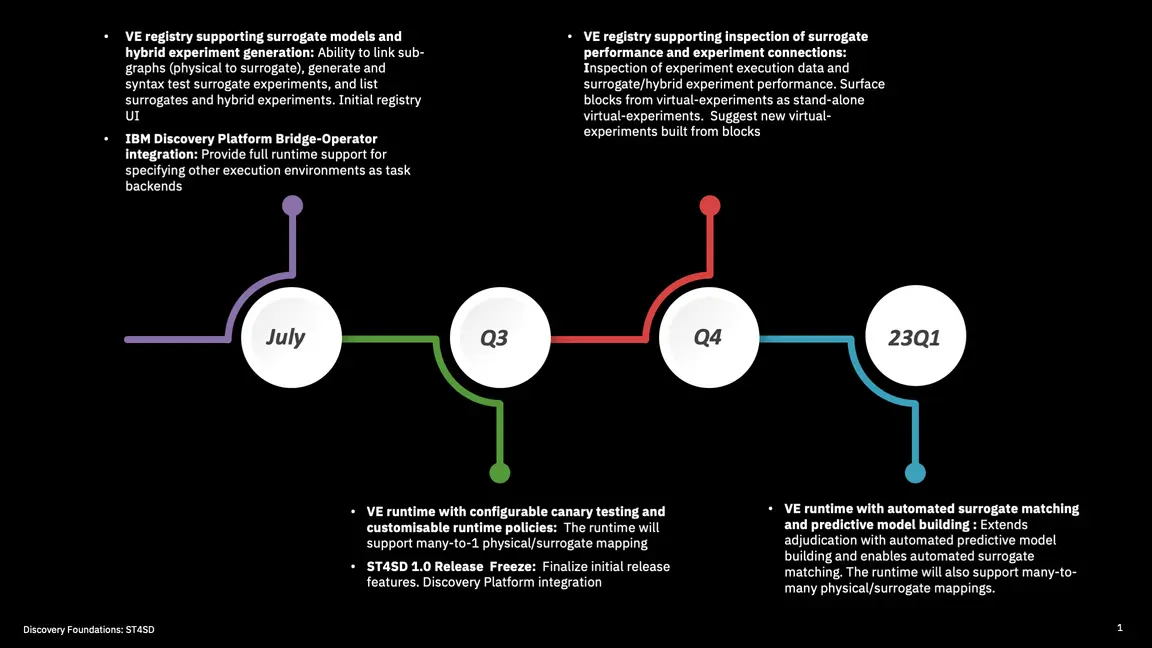 • VE registry supporting surrogate models and
hybrid experiment generation: Ability to link sub-
graphs (physical to surrogate), generate and
syntax test surrogate experiments, and list
surrogates and hybrid experiments. Initial registry
UI
• IBM Discovery Platform Bridge-Operator
integration: Provide full runtime support for
specifying other execution environments as task
backends
• VE registry supporting inspection of surrogate
performance and experiment connections:
Inspection of experiment execution data and
surrogate/hybrid experiment performance. Surface
blocks from virtual-experiments as stand-alone
virtual-experiments. Suggest new virtual-
experiments built from blocks
July
Q3
Q4
23Q1
• VE runtime with configurable canary testing and
customisable runtime policies: The runtime will
support many-to-1 physical/surrogate mapping
• ST4SD 1.0 Release Freeze: Finalize initial release
features. Discovery Platform integration
• VE runtime with automated surrogate matching
and predictive model building : Extends
adjudication with automated predictive model
building and enables automated surrogate
matching. The runtime will also support many-to-
many physical/surrogate mappings.
Discovery Foundations: ST4SD
1